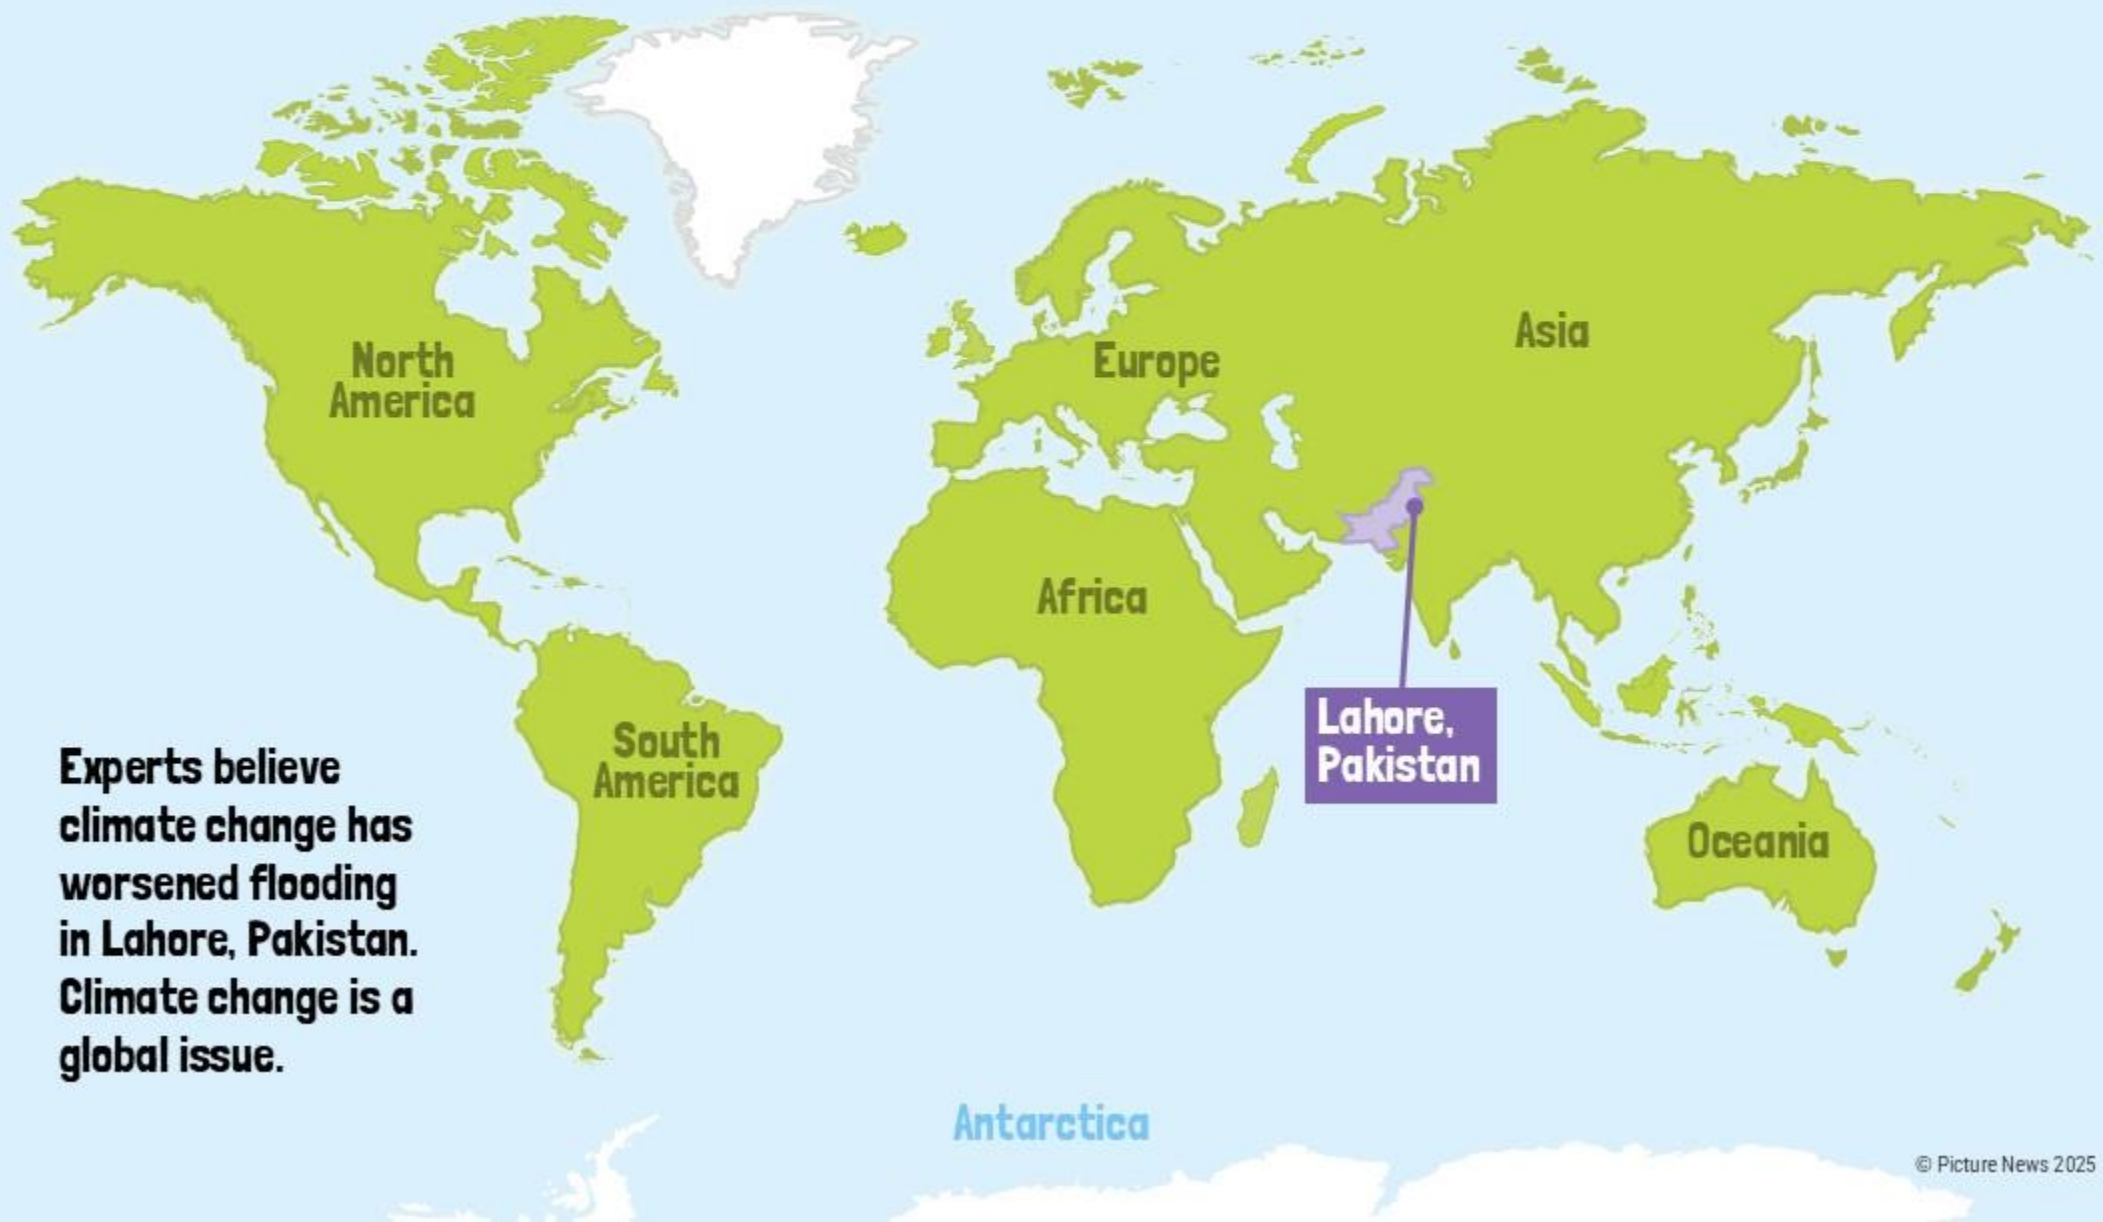 North
America
Europe
Asia
Africa
Lahore,
Pakistan
South
America
Oceania
Experts believe
climate change has
worsened flooding
in Lahore, Pakistan.
Climate change is a
global issue.
Antarctica
© Picture News 2025